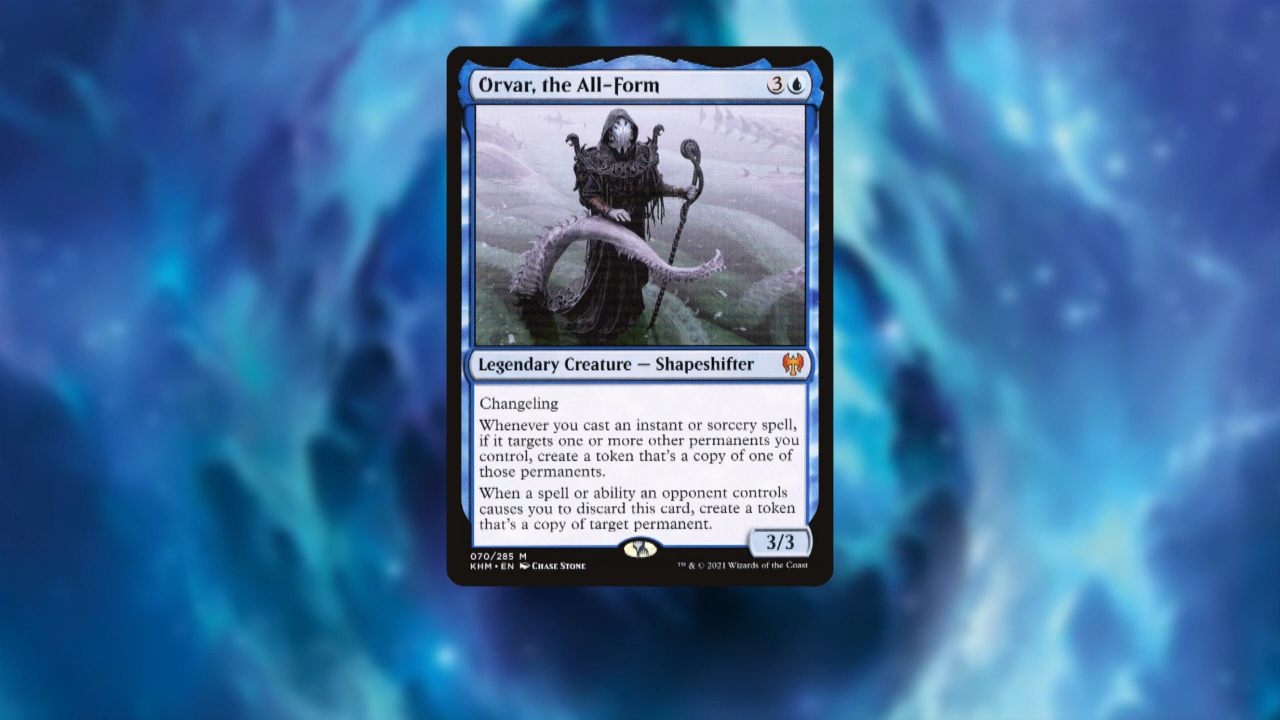 Orvar, the All-Form
3
Legendary Creature — Shapeshifter
Changeling
Whenever you cast an instant or sorcery spell,
if it targets one or more other permanents you
control, create a token that's a copy of one of
those permanents.
When a spell or ability an opponent controls
causes you to discard this card, create a token
that's a copy of target permanent.
3/3
070/285 M
KHM • EN CHASE STONE
™ & © 2021 Wizards of the Coast